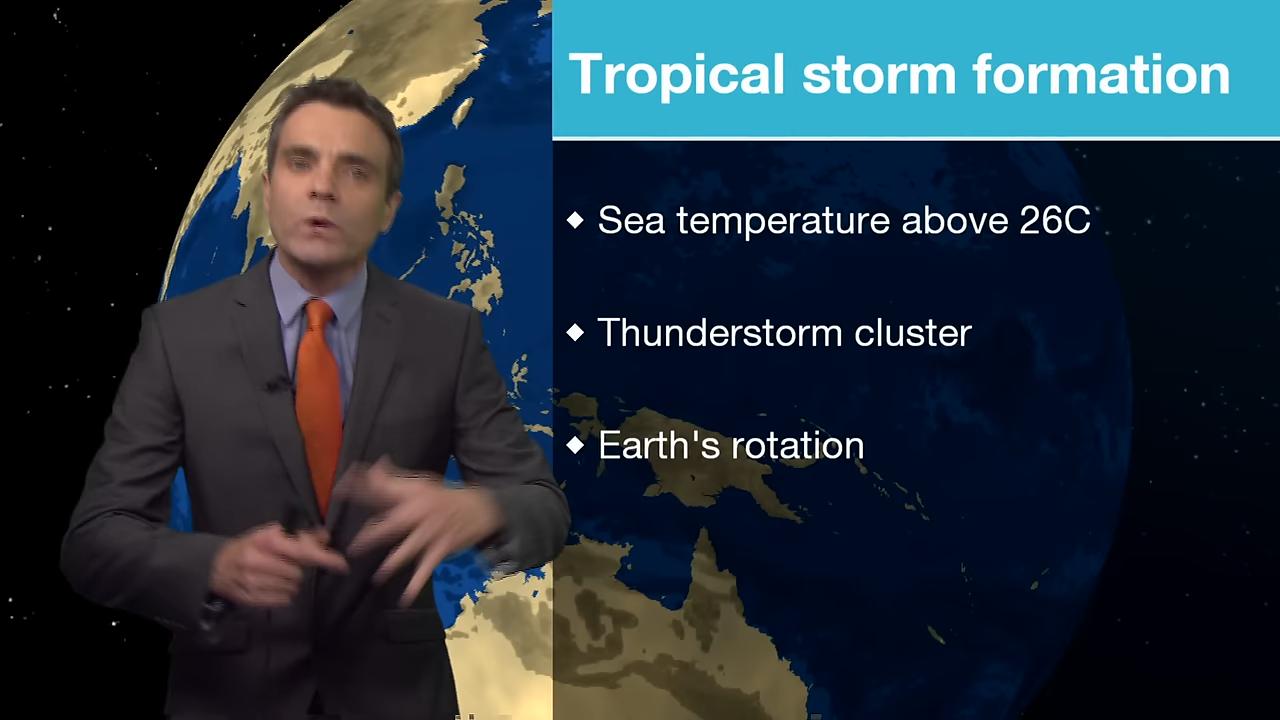 Tropical storm formation
Sea temperature above 26C
Thunderstorm cluster
Earth's rotation